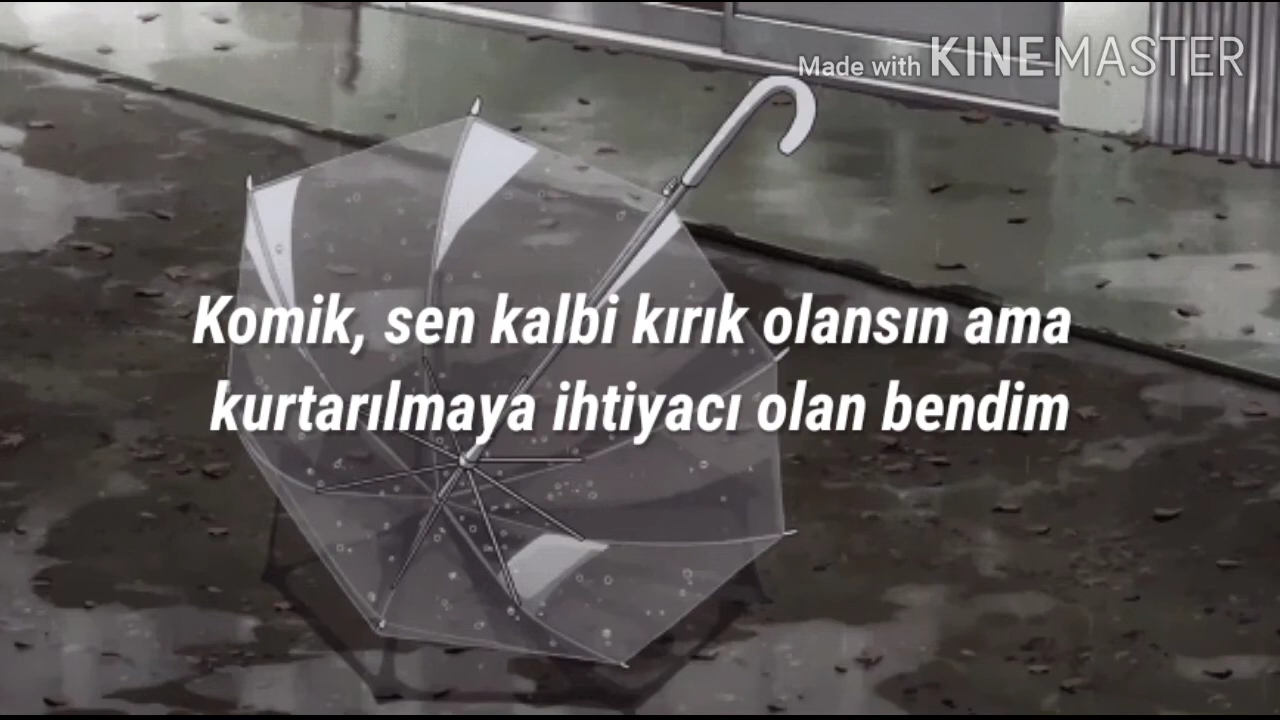 Made with KINEMASTER
Komik, sen kalbi kırık olansın ama
kurtarılmaya ihtiyacı olan bendim